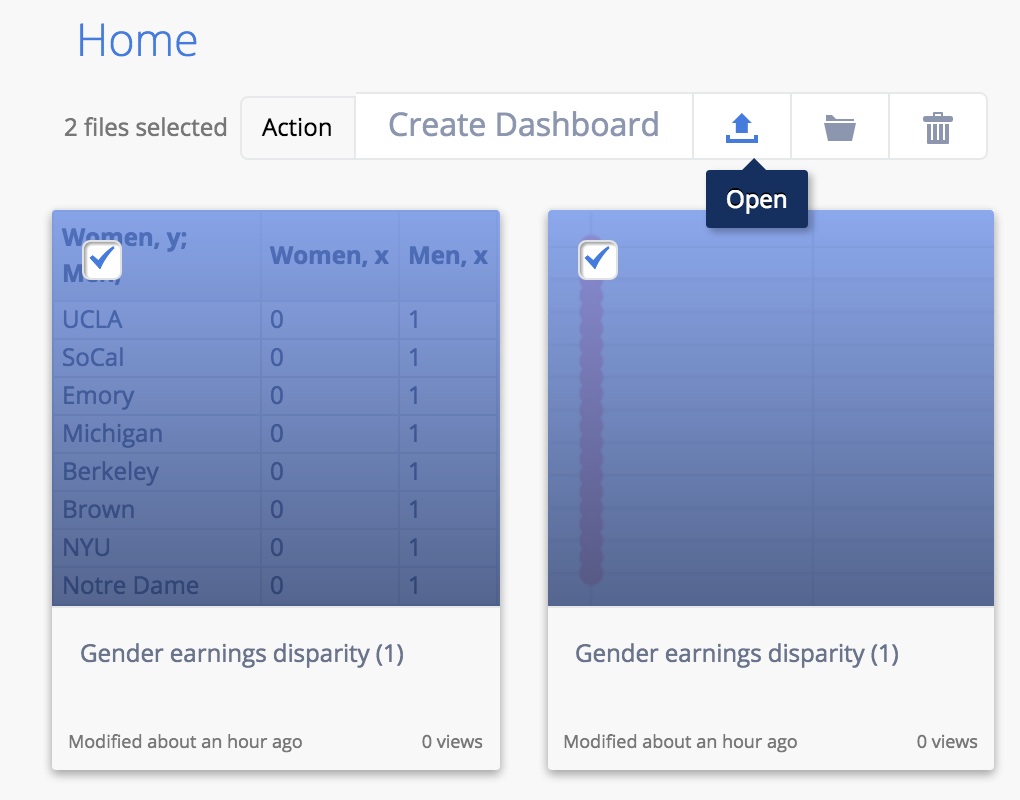 Home
2 files selected
Action
Create Dashboard
Open
Women, y;
Women, x
Men, x
UCLA 0 1
SoCal 0 1
Emory 0 1
Michigan 0 1
Berkeley 0 1
Brown 0 1
NYU 0 1
Notre Dame 0 1
Gender earnings disparity (1)
Modified about an hour ago
0 views
Gender earnings disparity (1)
Modified about an hour ago
0 views